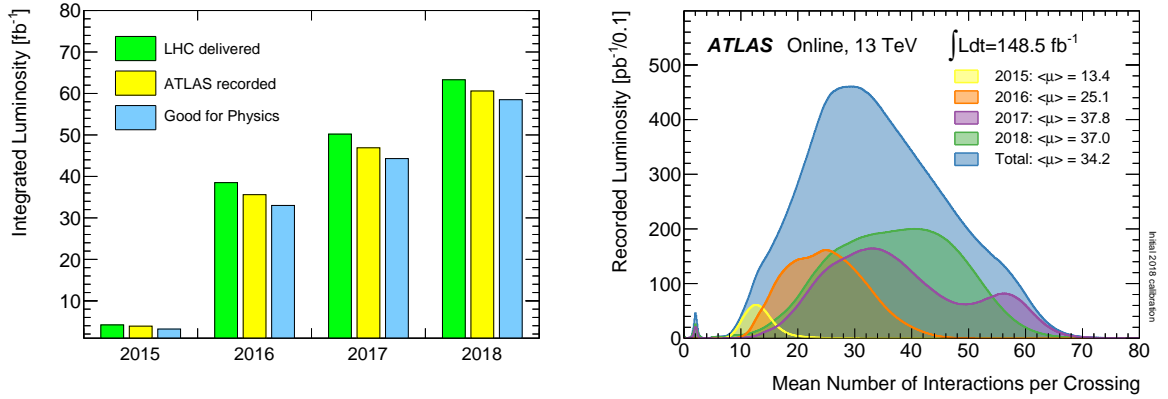 Integrated Luminosity [fb⁻¹]
80
70
60
50
40
30
20
10
LHC delivered
ATLAS recorded
Good for Physics
2015 2016 2017 2018
Recorded Luminosity [pb⁻¹/0.1]
500
400
300
200
100
0
ATLAS Online, 13 TeV ∫Ldt=148.5 fb⁻¹
2015: <μ> = 13.4
2016: <μ> = 25.1
2017: <μ> = 37.8
2018: <μ> = 37.0
Total: <μ> = 34.2
0 10 20 30 40 50 60 70 80
Mean Number of Interactions per Crossing
Initial 2018 calibration